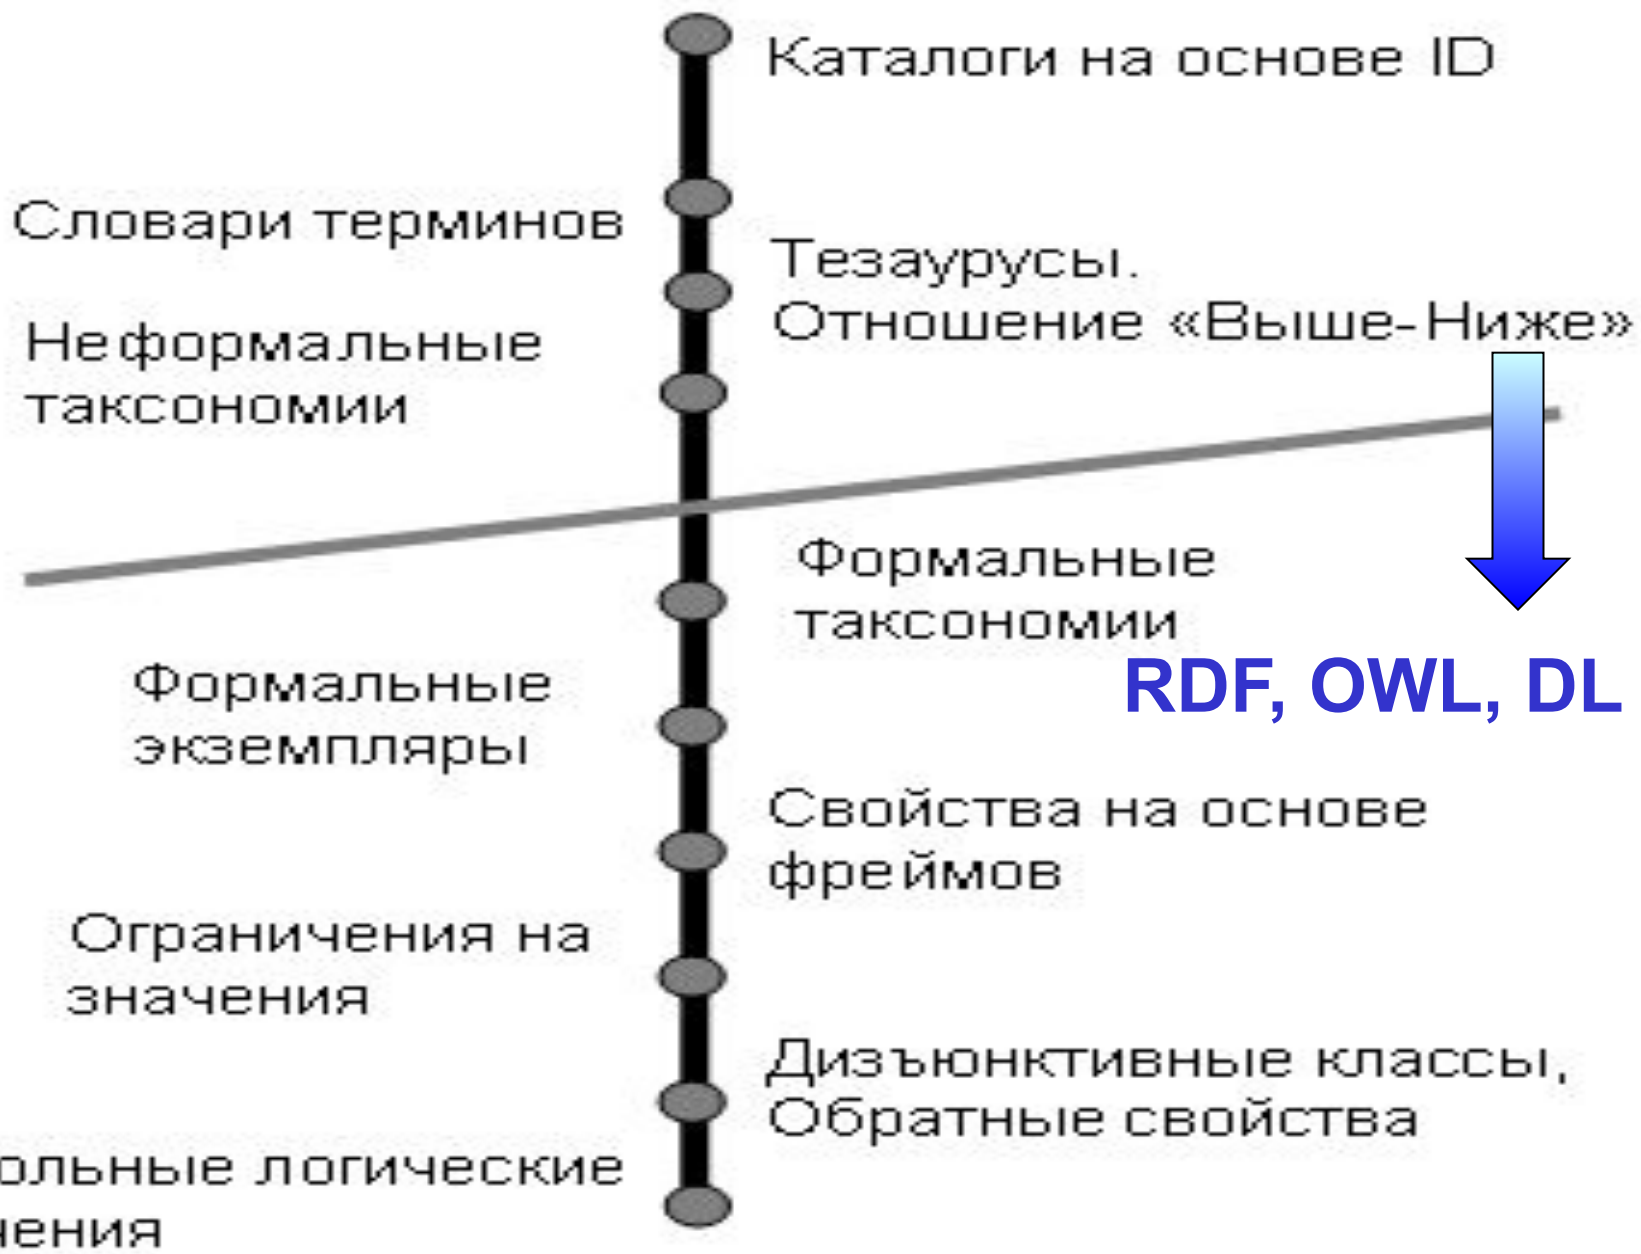 Каталоги на основе ID
Словари терминов
Тезаурусы.
Отношение «Выше-Ниже»
Неформальные
таксономии
Формальные
таксономии
RDF, OWL, DL
Формальные
экземпляры
Свойства на основе
фреймов
Ограничения на
значения
Дизъюнктивные классы,
Обратные свойства
логические